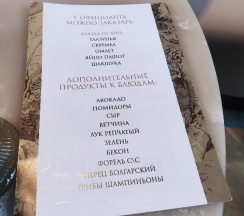 У ОФИЦИАНТА
МОЖНО ЗАКАЗАТЬ:
БЛЮДА ИЗ ЯИЦ:
ГЛАЗУНЬЯ
СКРЕМБЛ
ОМЛЕТ
ЯЙЦО ПАШОТ
ШАКШУКА
ДОПОЛНИТЕЛЬНЫЕ
ПРОДУКТЫ К БЛЮДАМ:
АВОКАДО
ПОМИДОРЫ
СЫР
ВЕТЧИНА
ЛУК РЕПЧАТЫЙ
ЗЕЛЕНЬ
БЕКОН
ФОРЕЛЬ С\С
ПЕРЕЦ БОЛГАРСКИЙ
ГРИБЫ ШАМПИНЬОНЫ